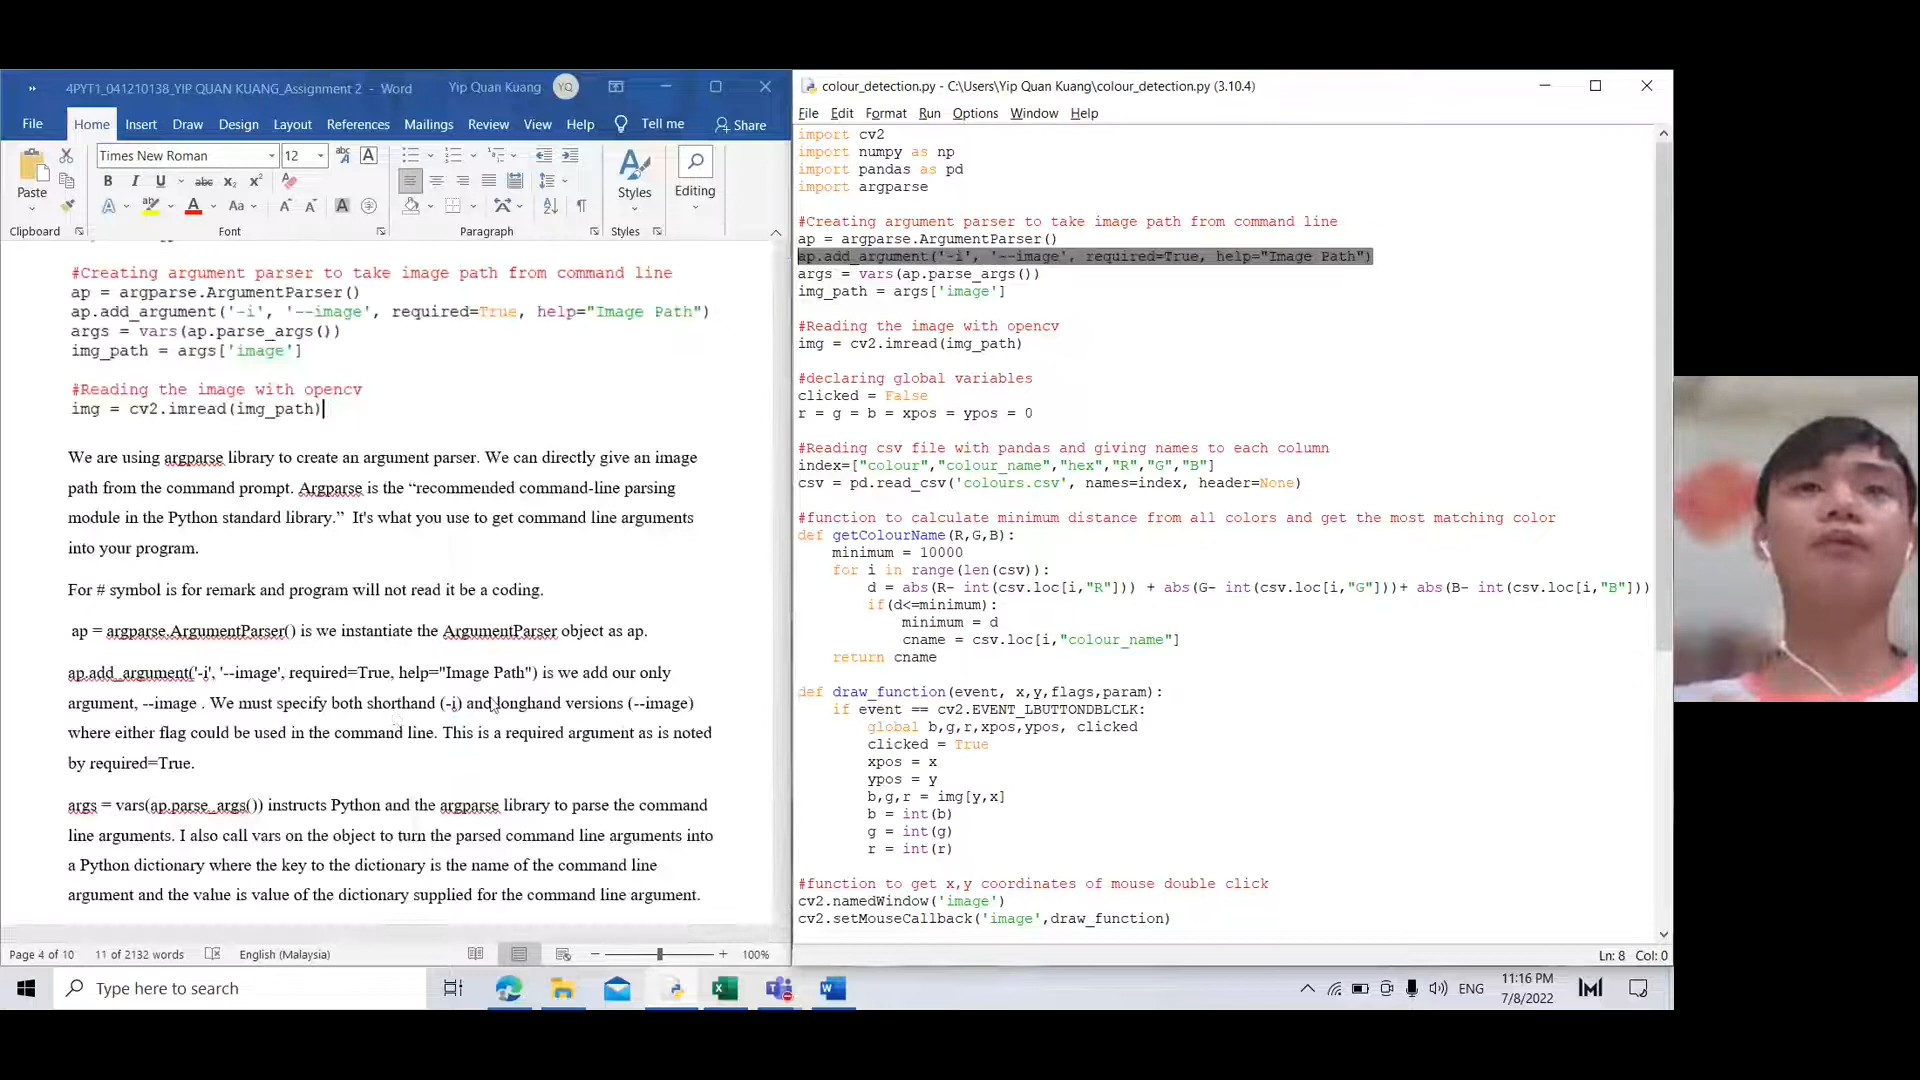 4PYT1_041210138_YIP QUAN KUANG_Assignment 2 - Word
Yip Quan Kuang
YQ
File Home Insert Draw Design Layout References Mailings Review View Help Tell me Share
Times New Roman
12
Paste
Styles
Editing
Clipboard
Font
Paragraph
Styles
#Creating argument parser to take image path from command line
ap = argparse.ArgumentParser()
ap.add_argument('-i', '--image', required=True, help="Image Path")
args = vars(ap.parse_args())
img_path = args['image']
#Reading the image with opencv
img = cv2.imread(img_path)
We are using argparse library to create an argument parser. We can directly give an image
path from the command prompt. Argparse is the “recommended command-line parsing
module in the Python standard library.” It's what you use to get command line arguments
into your program.
For # symbol is for remark and program will not read it be a coding.
ap = argparse.ArgumentParser() is we instantiate the ArgumentParser object as ap.
ap.add_argument('-i', '--image', required=True, help="Image Path") is we add our only
argument, --image . We must specify both shorthand (-i) and longhand versions (--image)
where either flag could be used in the command line. This is a required argument as is noted
by required=True.
args = vars(ap.parse_args()) instructs Python and the argparse library to parse the command
line arguments. I also call vars on the object to turn the parsed command line arguments into
a Python dictionary where the key to the dictionary is the name of the command line
argument and the value is value of the dictionary supplied for the command line argument.
Page 4 of 10
11 of 2132 words
English (Malaysia)
100%
colour_detection.py - C:\Users\Yip Quan Kuang\colour_detection.py (3.10.4)
File Edit Format Run Options Window Help
import cv2
import numpy as np
import pandas as pd
import argparse
#Creating argument parser to take image path from command line
ap = argparse.ArgumentParser()
ap.add_argument('-i', '--image', required=True, help="Image Path")
args = vars(ap.parse_args())
img_path = args['image']
#Reading the image with opencv
img = cv2.imread(img_path)
#declaring global variables
clicked = False
r = g = b = xpos = ypos = 0
#Reading csv file with pandas and giving names to each column
index=["colour","colour_name","hex","R","G","B"]
csv = pd.read_csv('colours.csv', names=index, header=None)
#function to calculate minimum distance from all colors and get the most matching color
def getColourName(R,G,B):
minimum = 10000
for i in range(len(csv)):
d = abs(R- int(csv.loc[i,"R"])) + abs(G- int(csv.loc[i,"G"]))+ abs(B- int(csv.loc[i,"B"]))
if(d<=minimum):
minimum = d
cname = csv.loc[i,"colour_name"]
return cname
def draw_function(event, x,y,flags,param):
if event == cv2.EVENT_LBUTTONDBLCLK:
global b,g,r,xpos,ypos, clicked
clicked = True
xpos = x
ypos = y
b,g,r = img[y,x]
b = int(b)
g = int(g)
r = int(r)
#function to get x,y coordinates of mouse double click
cv2.namedWindow('image')
cv2.setMouseCallback('image',draw_function)
Ln: 8 Col: 0
Type here to search
ENG
11:16 PM
7/8/2022